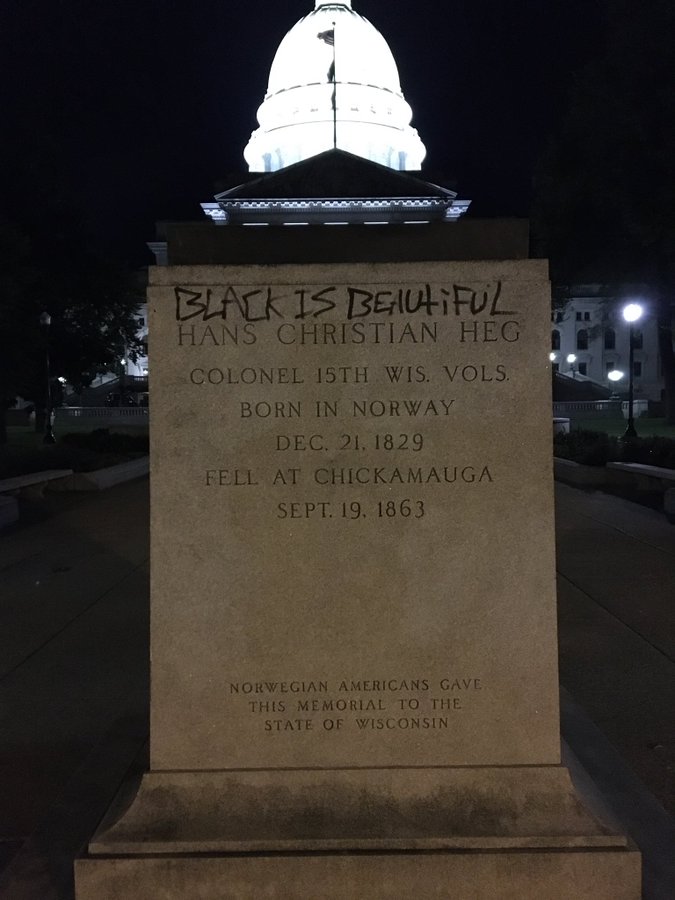 BLACK IS BEAUTiFUL
HANS CHRISTIAN HEG
COLONEL 15TH WIS. VOLS.
BORN IN NORWAY
DEC. 21, 1829
FELL AT CHICKAMAUGA
SEPT. 19, 1863
NORWEGIAN AMERICANS GAVE
THIS MEMORIAL TO THE
STATE OF WISCONSIN